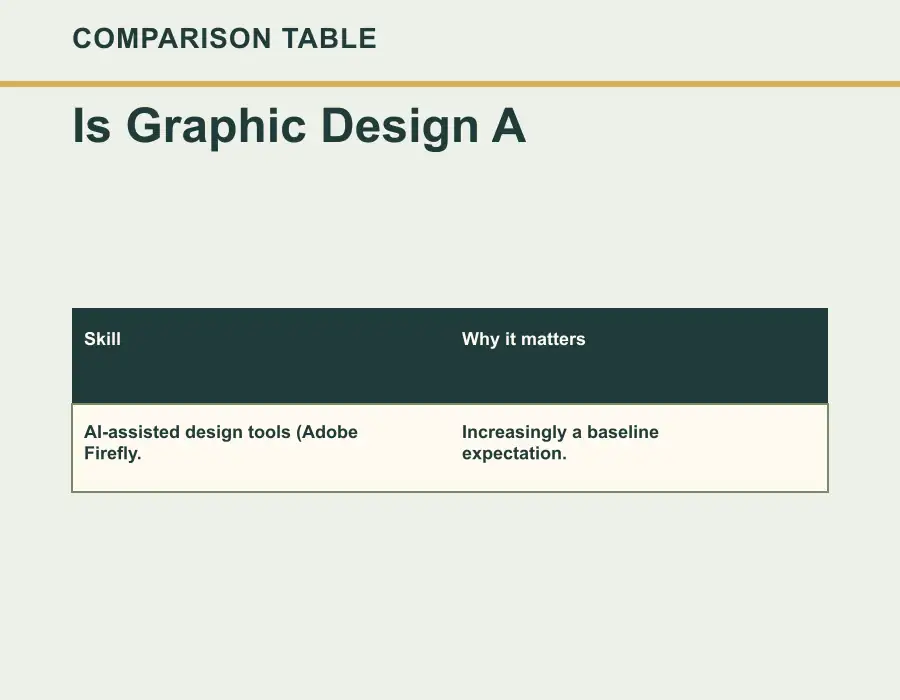 COMPARISON TABLE
Is Graphic Design A
Skill
Why it matters
AI-assisted design tools (Adobe
Firefly.
Increasingly a baseline
expectation.